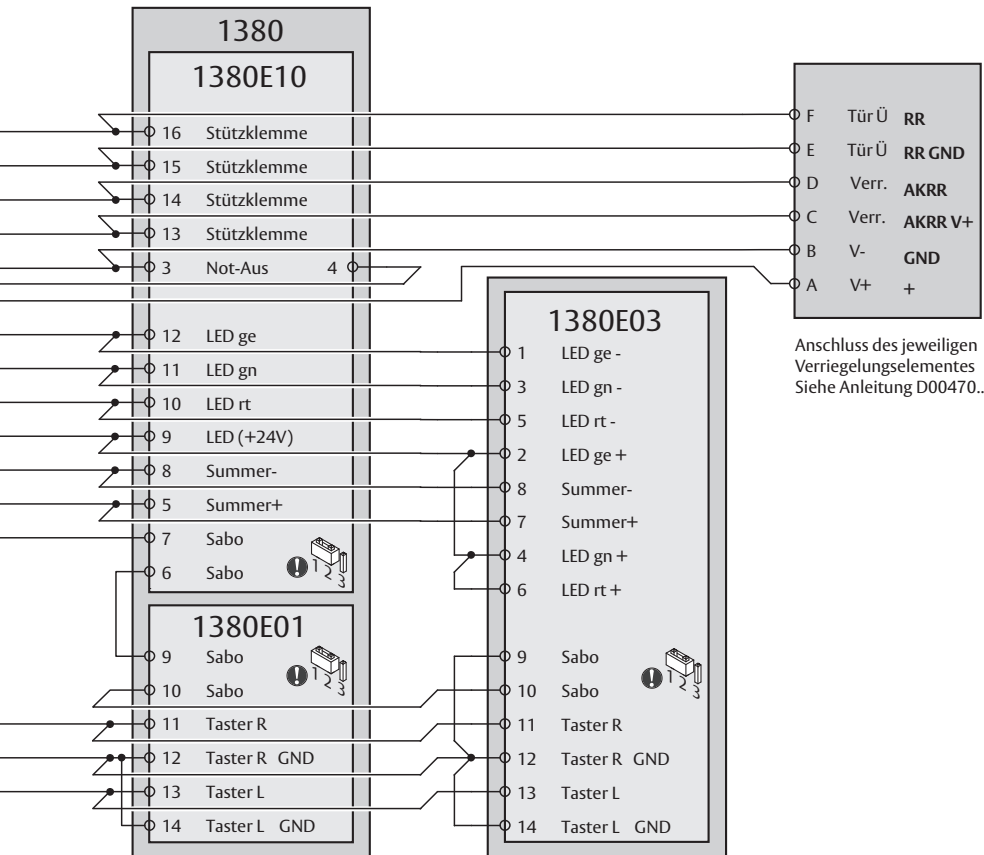 1380
1380E10
16 Stützklemme
15 Stützklemme
14 Stützklemme
13 Stützklemme
3 Not-Aus 4
12 LED ge
11 LED gn
10 LED rt
9 LED (+24V)
8 Summer-
5 Summer+
7 Sabo
6 Sabo
1 2 3
1380E01
9 Sabo
10 Sabo
1 2 3
11 Taster R
12 Taster R GND
13 Taster L
14 Taster L GND
1380E03
1 LED ge -
3 LED gn -
5 LED rt -
2 LED ge +
8 Summer-
7 Summer+
4 LED gn +
6 LED rt +
9 Sabo
10 Sabo
1 2 3
11 Taster R
12 Taster R GND
13 Taster L
14 Taster L GND
F Tür Ü RR
E Tür Ü RR GND
D Verr. AKRR
C Verr. AKRR V+
B V- GND
A V+ +
Anschluss des jeweiligen
Verriegelungselementes
Siehe Anleitung D00470..